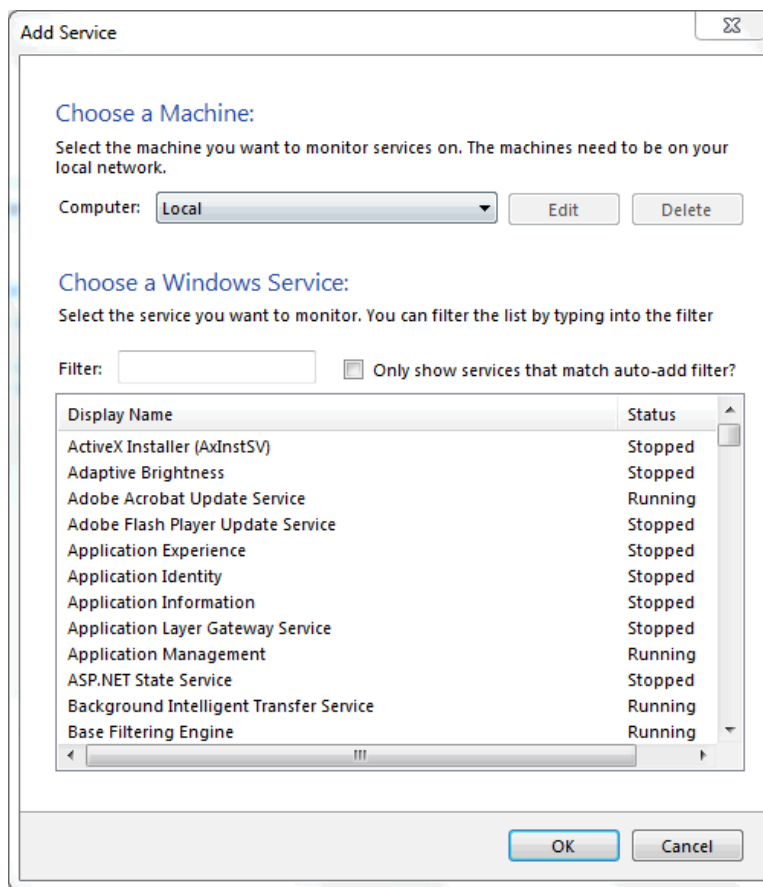 Add Service
Choose a Machine:
Select the machine you want to monitor services on. The machines need to be on your
local network.
Computer: Local Edit Delete
Choose a Windows Service:
Select the service you want to monitor. You can filter the list by typing into the filter
Filter: Only show services that match auto-add filter?
Display Name Status
ActiveX Installer (AxInstSV) Stopped
Adaptive Brightness Stopped
Adobe Acrobat Update Service Running
Adobe Flash Player Update Service Stopped
Application Experience Stopped
Application Identity Stopped
Application Information Stopped
Application Layer Gateway Service Stopped
Application Management Running
ASP.NET State Service Stopped
Background Intelligent Transfer Service Running
Base Filtering Engine Running
OK Cancel